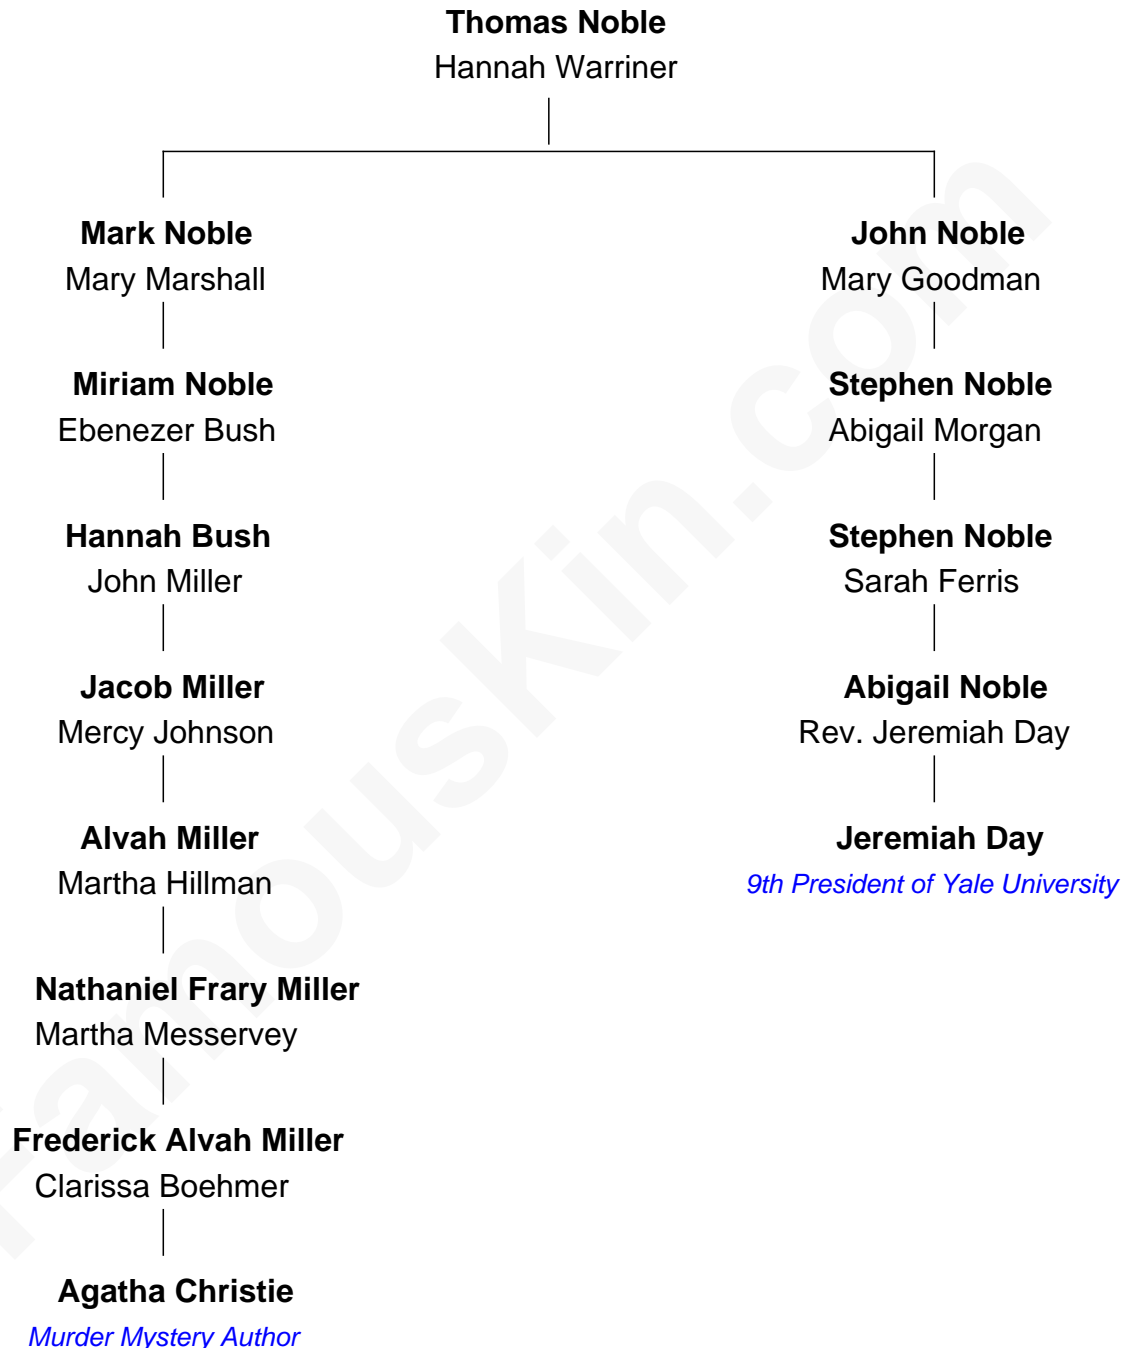 Thomas Noble
Hannah Warriner
Mark Noble
Mary Marshall
John Noble
Mary Goodman
Miriam Noble
Ebenezer Bush
Stephen Noble
Abigail Morgan
Hannah Bush
John Miller
Stephen Noble
Sarah Ferris
Jacob Miller
Mercy Johnson
Abigail Noble
Rev. Jeremiah Day
Alvah Miller
Martha Hillman
Jeremiah Day
9th President of Yale University
Nathaniel Frary Miller
Martha Messervey
Frederick Alvah Miller
Clarissa Boehmer
Agatha Christie
Murder Mystery Author
FamousKin.com